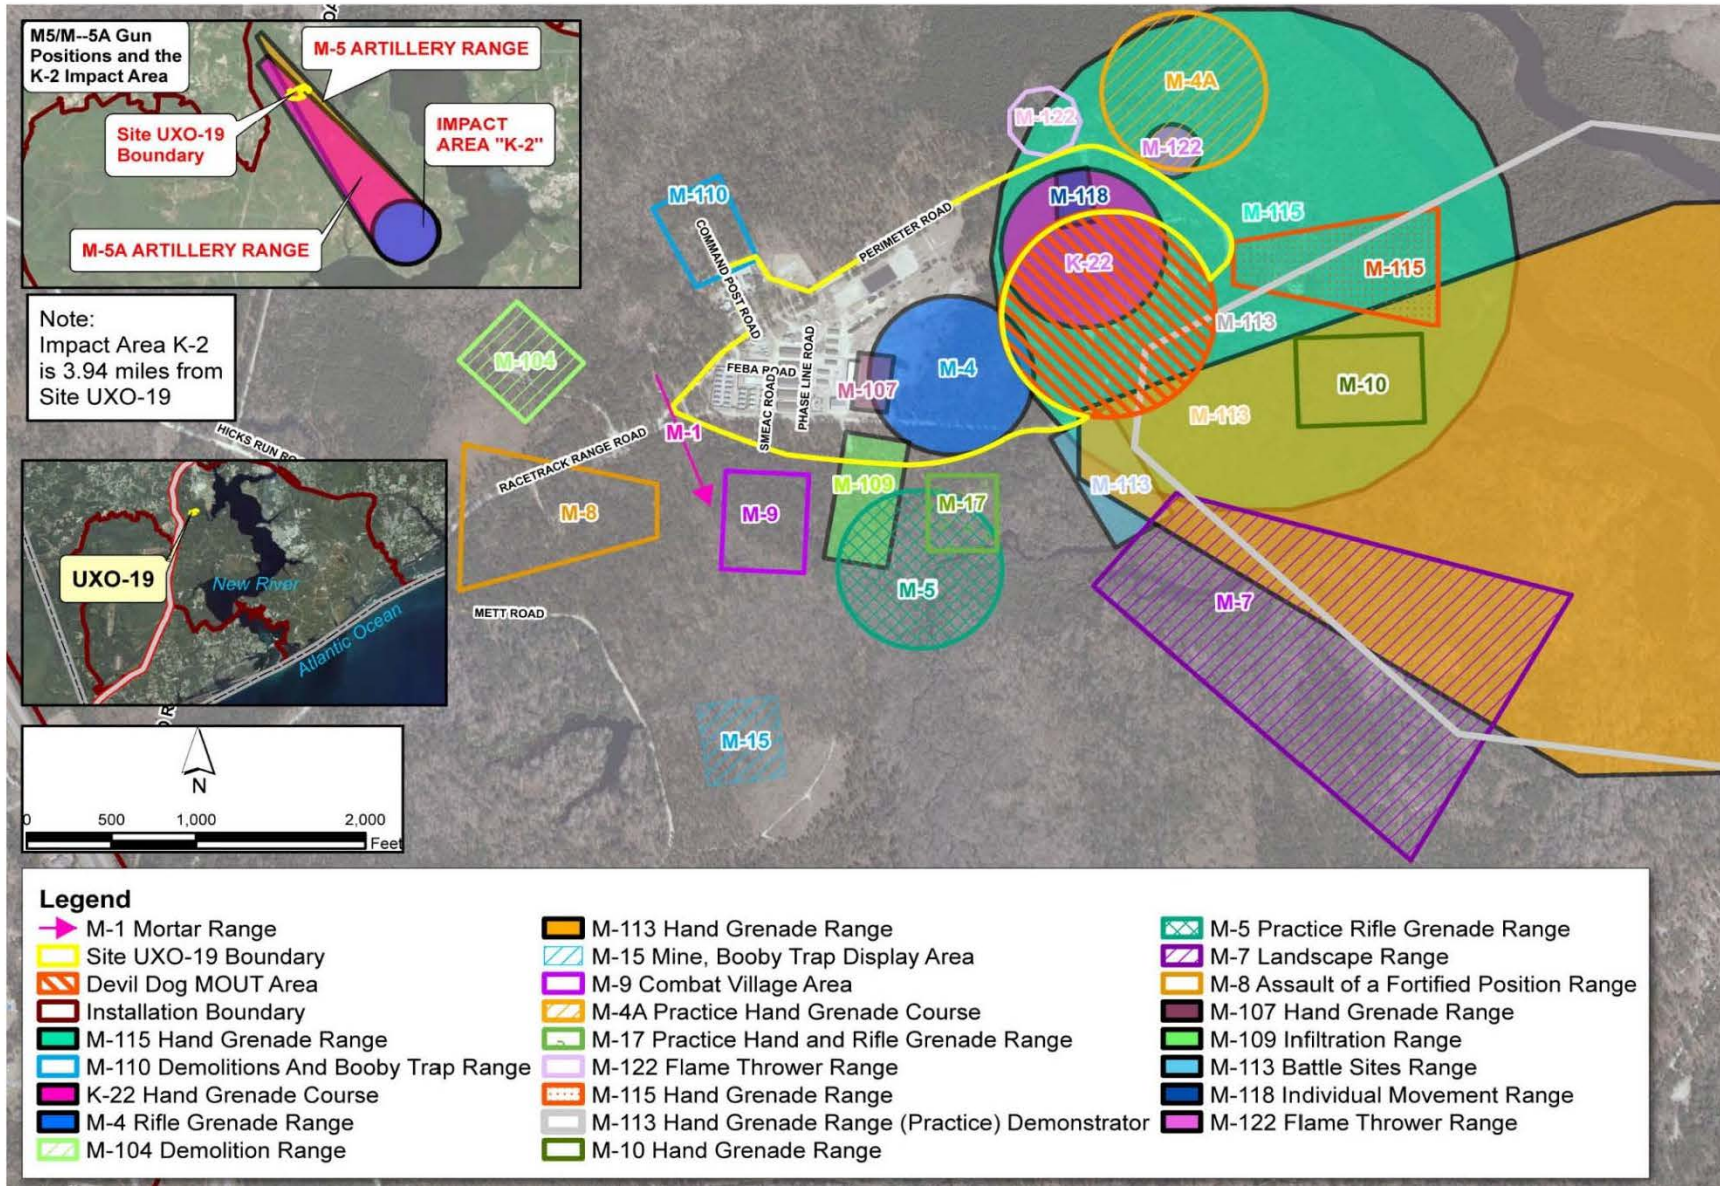 M5/M--5A Gun
Positions and the
K-2 Impact Area
M-5 ARTILLERY RANGE
Site UXO-19
Boundary
IMPACT
AREA "K-2"
M-5A ARTILLERY RANGE
Note:
Impact Area K-2
is 3.94 miles from
Site UXO-19
HICKS RUN RO
UXO-19
New River
Atlantic Ocean
N
0 500 1,000 2,000
Feet
M-4A
M-122
M-122
M-110
M-118
M-115
COMMAND POST ROAD
PERIMETER ROAD
K-22
M-115
M-113
M-104
FEBA ROAD
PHASE LINE ROAD
SMEAC ROAD
M-107
M-4
M-10
M-113
M-1
RACETRACK RANGE ROAD
M-109
M-113
M-8
M-9
M-17
M-5
M-7
METT ROAD
M-15
Legend
M-1 Mortar Range
Site UXO-19 Boundary
Devil Dog MOUT Area
Installation Boundary
M-115 Hand Grenade Range
M-110 Demolitions And Booby Trap Range
K-22 Hand Grenade Course
M-4 Rifle Grenade Range
M-104 Demolition Range
M-113 Hand Grenade Range
M-15 Mine, Booby Trap Display Area
M-9 Combat Village Area
M-4A Practice Hand Grenade Course
M-17 Practice Hand and Rifle Grenade Range
M-122 Flame Thrower Range
M-115 Hand Grenade Range
M-113 Hand Grenade Range (Practice) Demonstrator
M-10 Hand Grenade Range
M-5 Practice Rifle Grenade Range
M-7 Landscape Range
M-8 Assault of a Fortified Position Range
M-107 Hand Grenade Range
M-109 Infiltration Range
M-113 Battle Sites Range
M-118 Individual Movement Range
M-122 Flame Thrower Range